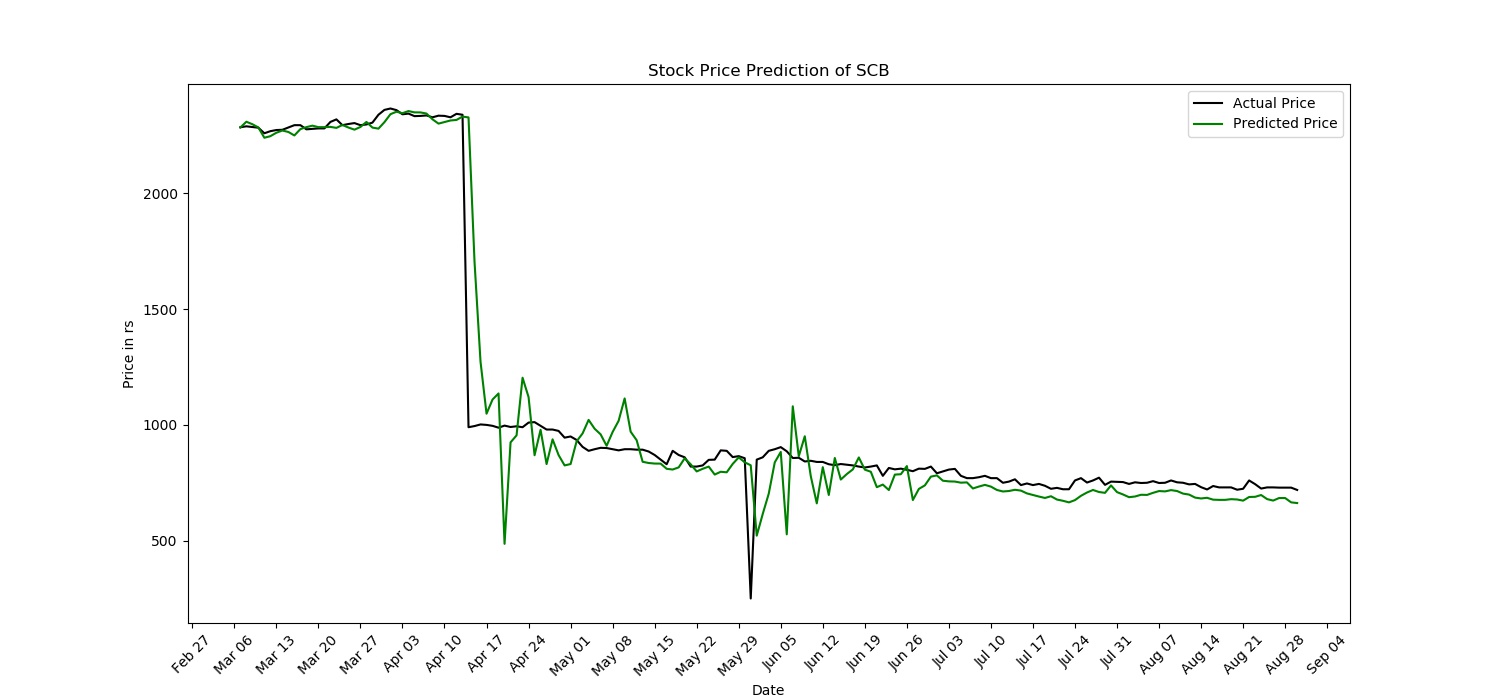 Stock Price Prediction of SCB
Actual Price
Predicted Price
Price in rs
2000
1500
1000
500
Feb 27
Mar 06
Mar 13
Mar 20
Mar 27
Apr 03
Apr 10
Apr 17
Apr 24
May 01
May 08
May 15
May 22
May 29
Jun 05
Jun 12
Jun 19
Jun 26
Jul 03
Jul 10
Jul 17
Jul 24
Jul 31
Aug 07
Aug 14
Aug 21
Aug 28
Sep 04
Date